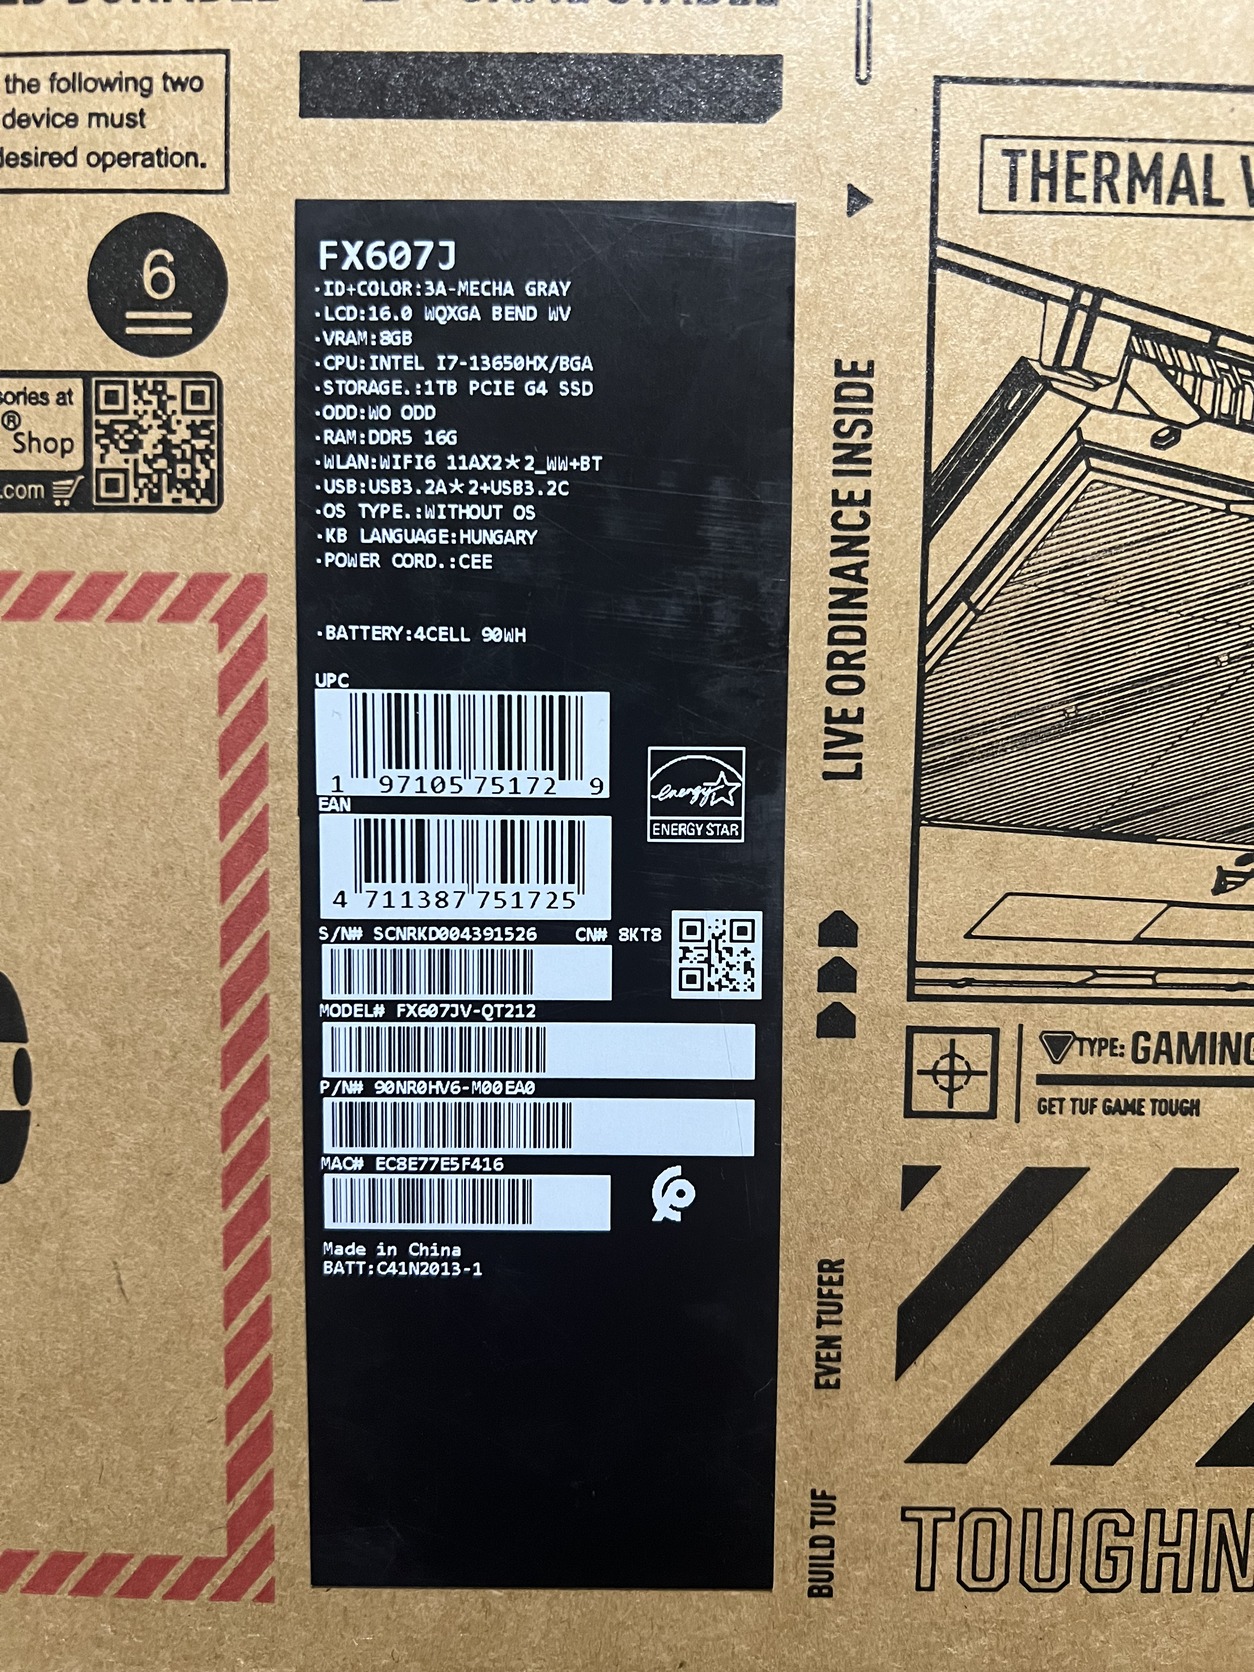 the following two
device must
desired operation.
6
sories at
®
Shop
.com
FX607J
·ID+COLOR:3A-MECHA GRAY
·LCD:16.0 WQXGA BEND WV
·VRAM:8GB
·CPU:INTEL I7-13650HX/BGA
·STORAGE.:1TB PCIE G4 SSD
·ODD:WO ODD
·RAM:DDR5 16G
·WLAN:WIFI6 11AX2*2_WW+BT
·USB:USB3.2A*2+USB3.2C
·OS TYPE.:WITHOUT OS
·KB LANGUAGE:HUNGARY
·POWER CORD.:CEE
·BATTERY:4CELL 90WH
UPC
1 97105 75172 9
EAN
4 711387 751725
energy
ENERGY STAR
S/N# SCNRKD004391526 CN# 8KT8
MODEL# FX607JV-QT212
P/N# 90NR0HV6-M00EA0
MAC# EC8E77E5F416
Made in China
BATT:C41N2013-1
THERMAL
LIVE ORDINANCE INSIDE
TYPE: GAMING
GET TUF GAME TOUGH
EVEN TUFER
BUILD TUF
TOUGHN